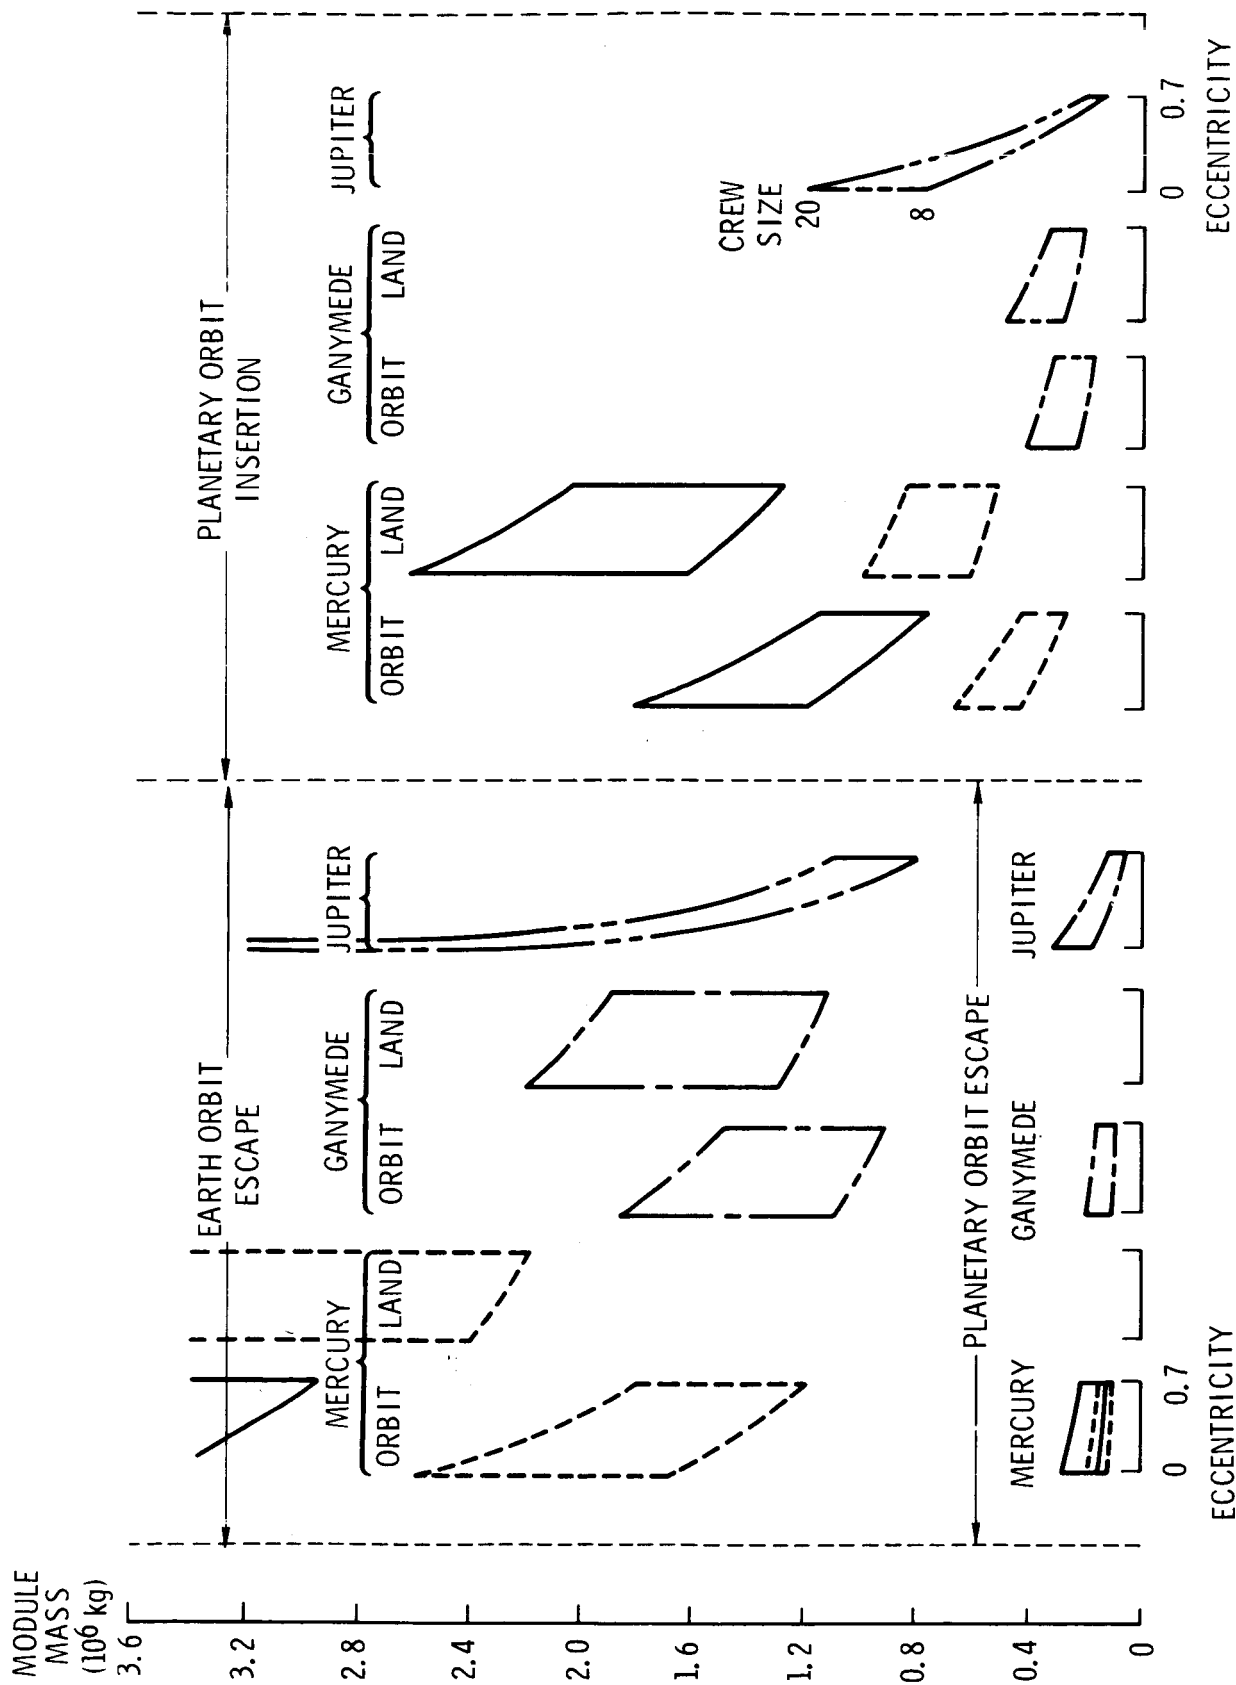 MODULE
MASS
(10⁶ kg)
3.6
3.2
2.8
2.4
2.0
1.6
1.2
0.8
0.4
0
EARTH ORBIT
ESCAPE
MERCURY
ORBIT LAND
GANYMEDE
ORBIT LAND
JUPITER
PLANETARY ORBIT ESCAPE
MERCURY
GANYMEDE
JUPITER
0 0.7
ECCENTRICITY
PLANETARY ORBIT
INSERTION
MERCURY
ORBIT LAND
GANYMEDE
ORBIT LAND
JUPITER
CREW
SIZE
20
8
0 0.7
ECCENTRICITY